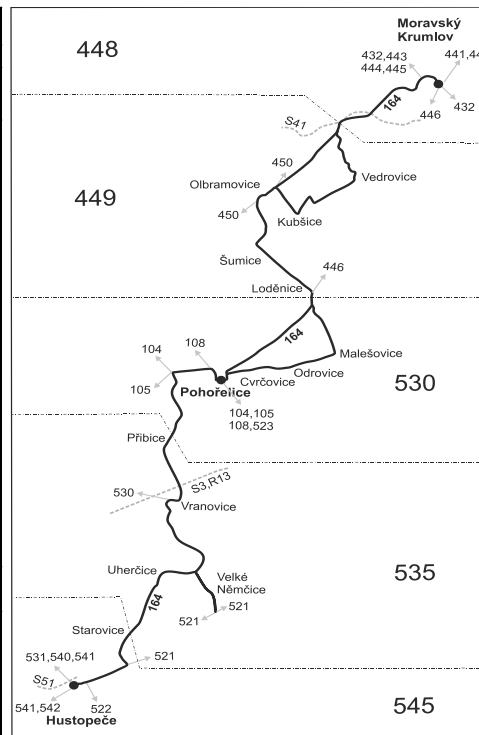 Moravský
Krumlov
448
432,443
444,445
441,44
164
446
432
S41
450
Olbramovice
Vedrovice
449
450
Kubšice
Šumice
446
Loděnice
164
108
104
Malešovice
530
Odrovice
Cvrčovice
105
Pohořelice
104,105
108,523
Přibice
S3,R13
530
Vranovice
Uherčice
Velké
Němčice
535
164
521
521
Starovice
531,540,541
521
S51
541,542
522
545
Hustopeče